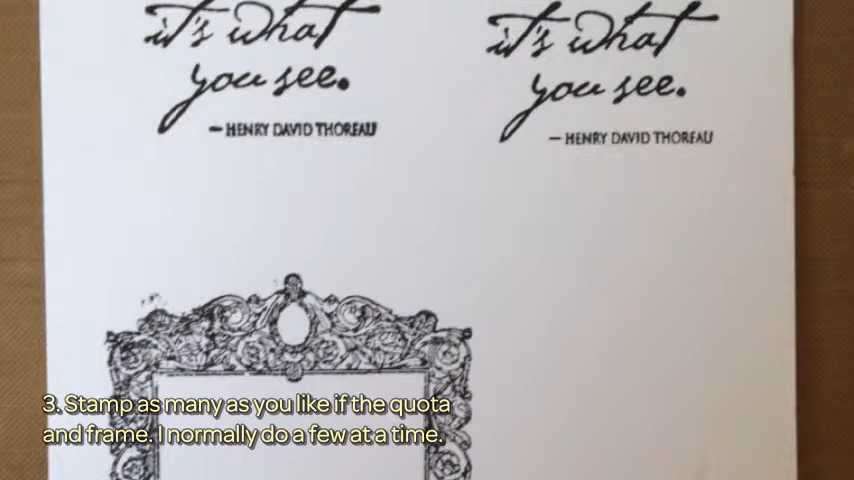 it's what
you see.
— HENRY DAVID THOREAU
it's what
you see.
— HENRY DAVID THOREAU
3. Stamp as many as you like if the quota
and frame. I normally do a few at a time.